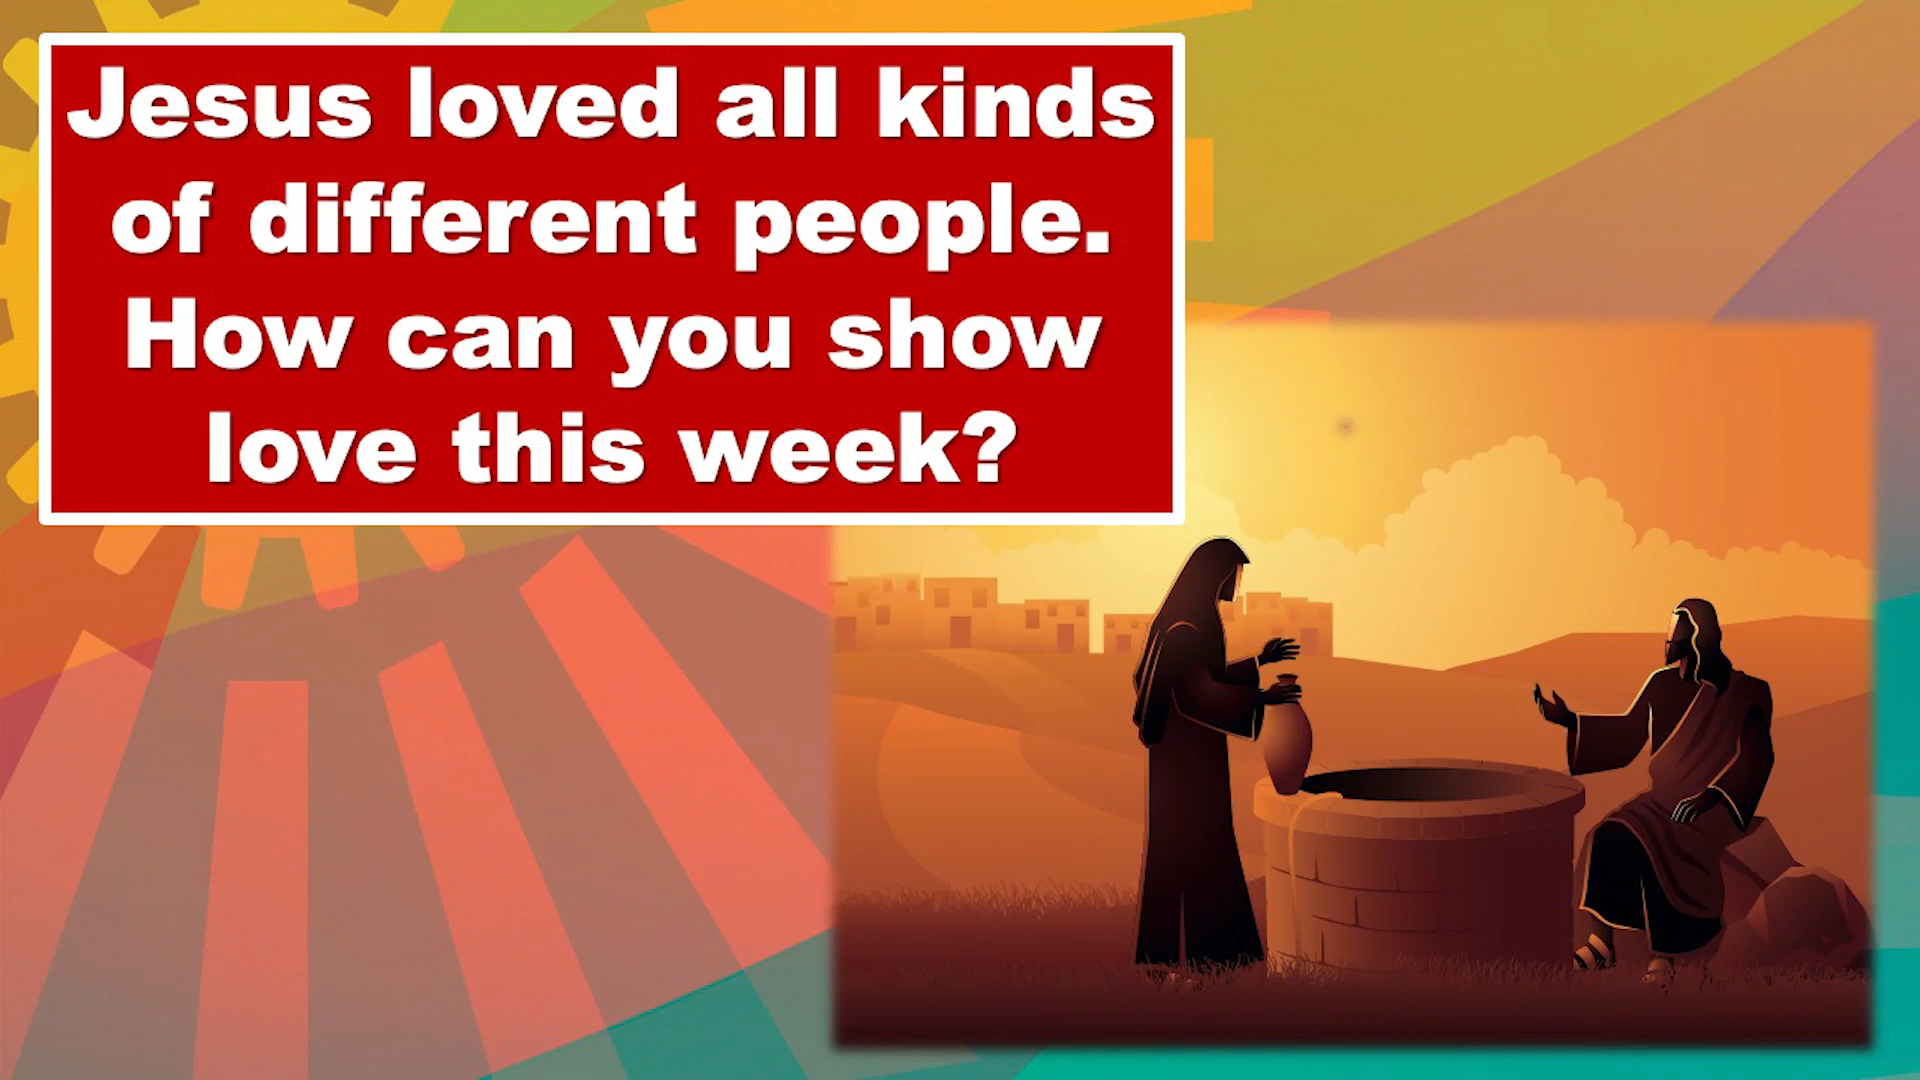 Jesus loved all kinds
of different people.
How can you show
love this week?